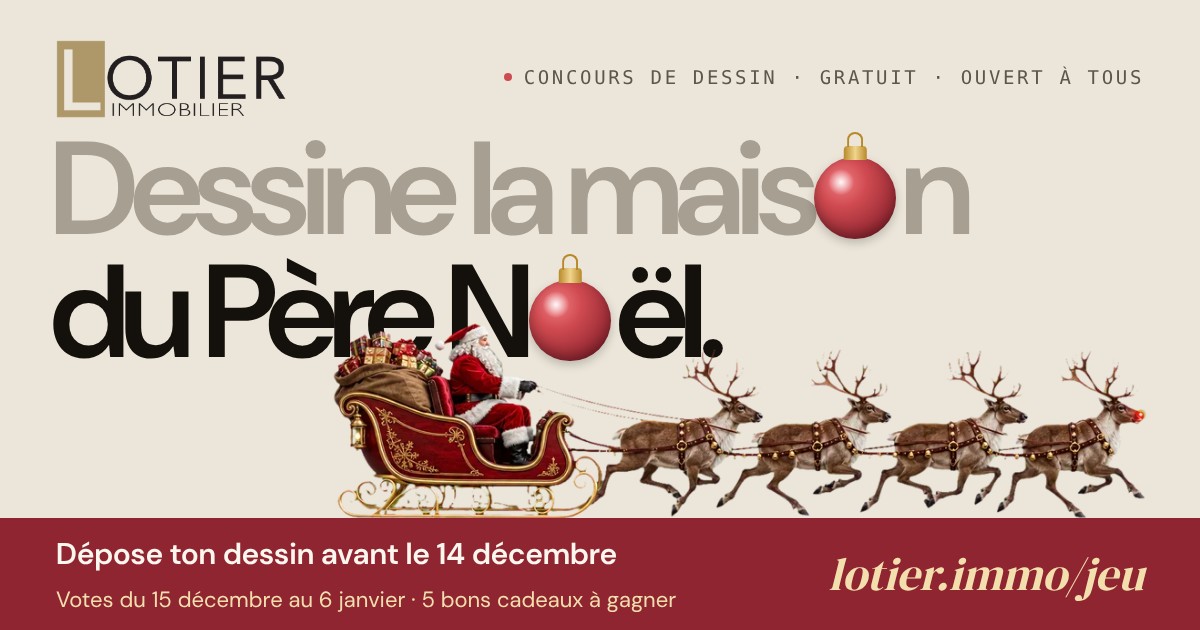 LOTIER
IMMOBILIER
CONCOURS DE DESSIN · GRATUIT · OUVERT À TOUS
Dessine la maison
du Père Noël.
Dépose ton dessin avant le 14 décembre
Votes du 15 décembre au 6 janvier · 5 bons cadeaux à gagner
lotier.immo/jeu